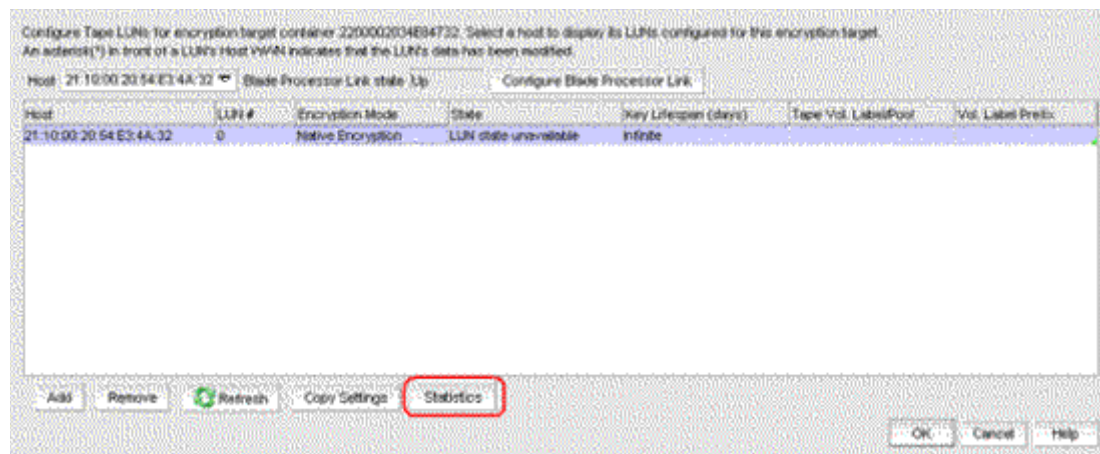 Configure Tape LUNs for encryption target container 2200002034E84732. Select a host to display its LUNs configured for this encryption target.
An asterisk(*) in front of a LUN's Host WWN indicates that the LUN's data has been modified.
Host 21:10:00:20:54:E3:4A:32 Blade Processor Link state Up Configure Blade Processor Link
Host LUN # Encryption Mode State Key Lifespan (days) Tape Vol. Label/Pool Vol. Label Prefix
21:10:00:20:54:E3:4A:32 0 Native Encryption LUN state unavailable Infinite
Add Remove Refresh Copy Settings Statistics
OK Cancel Help